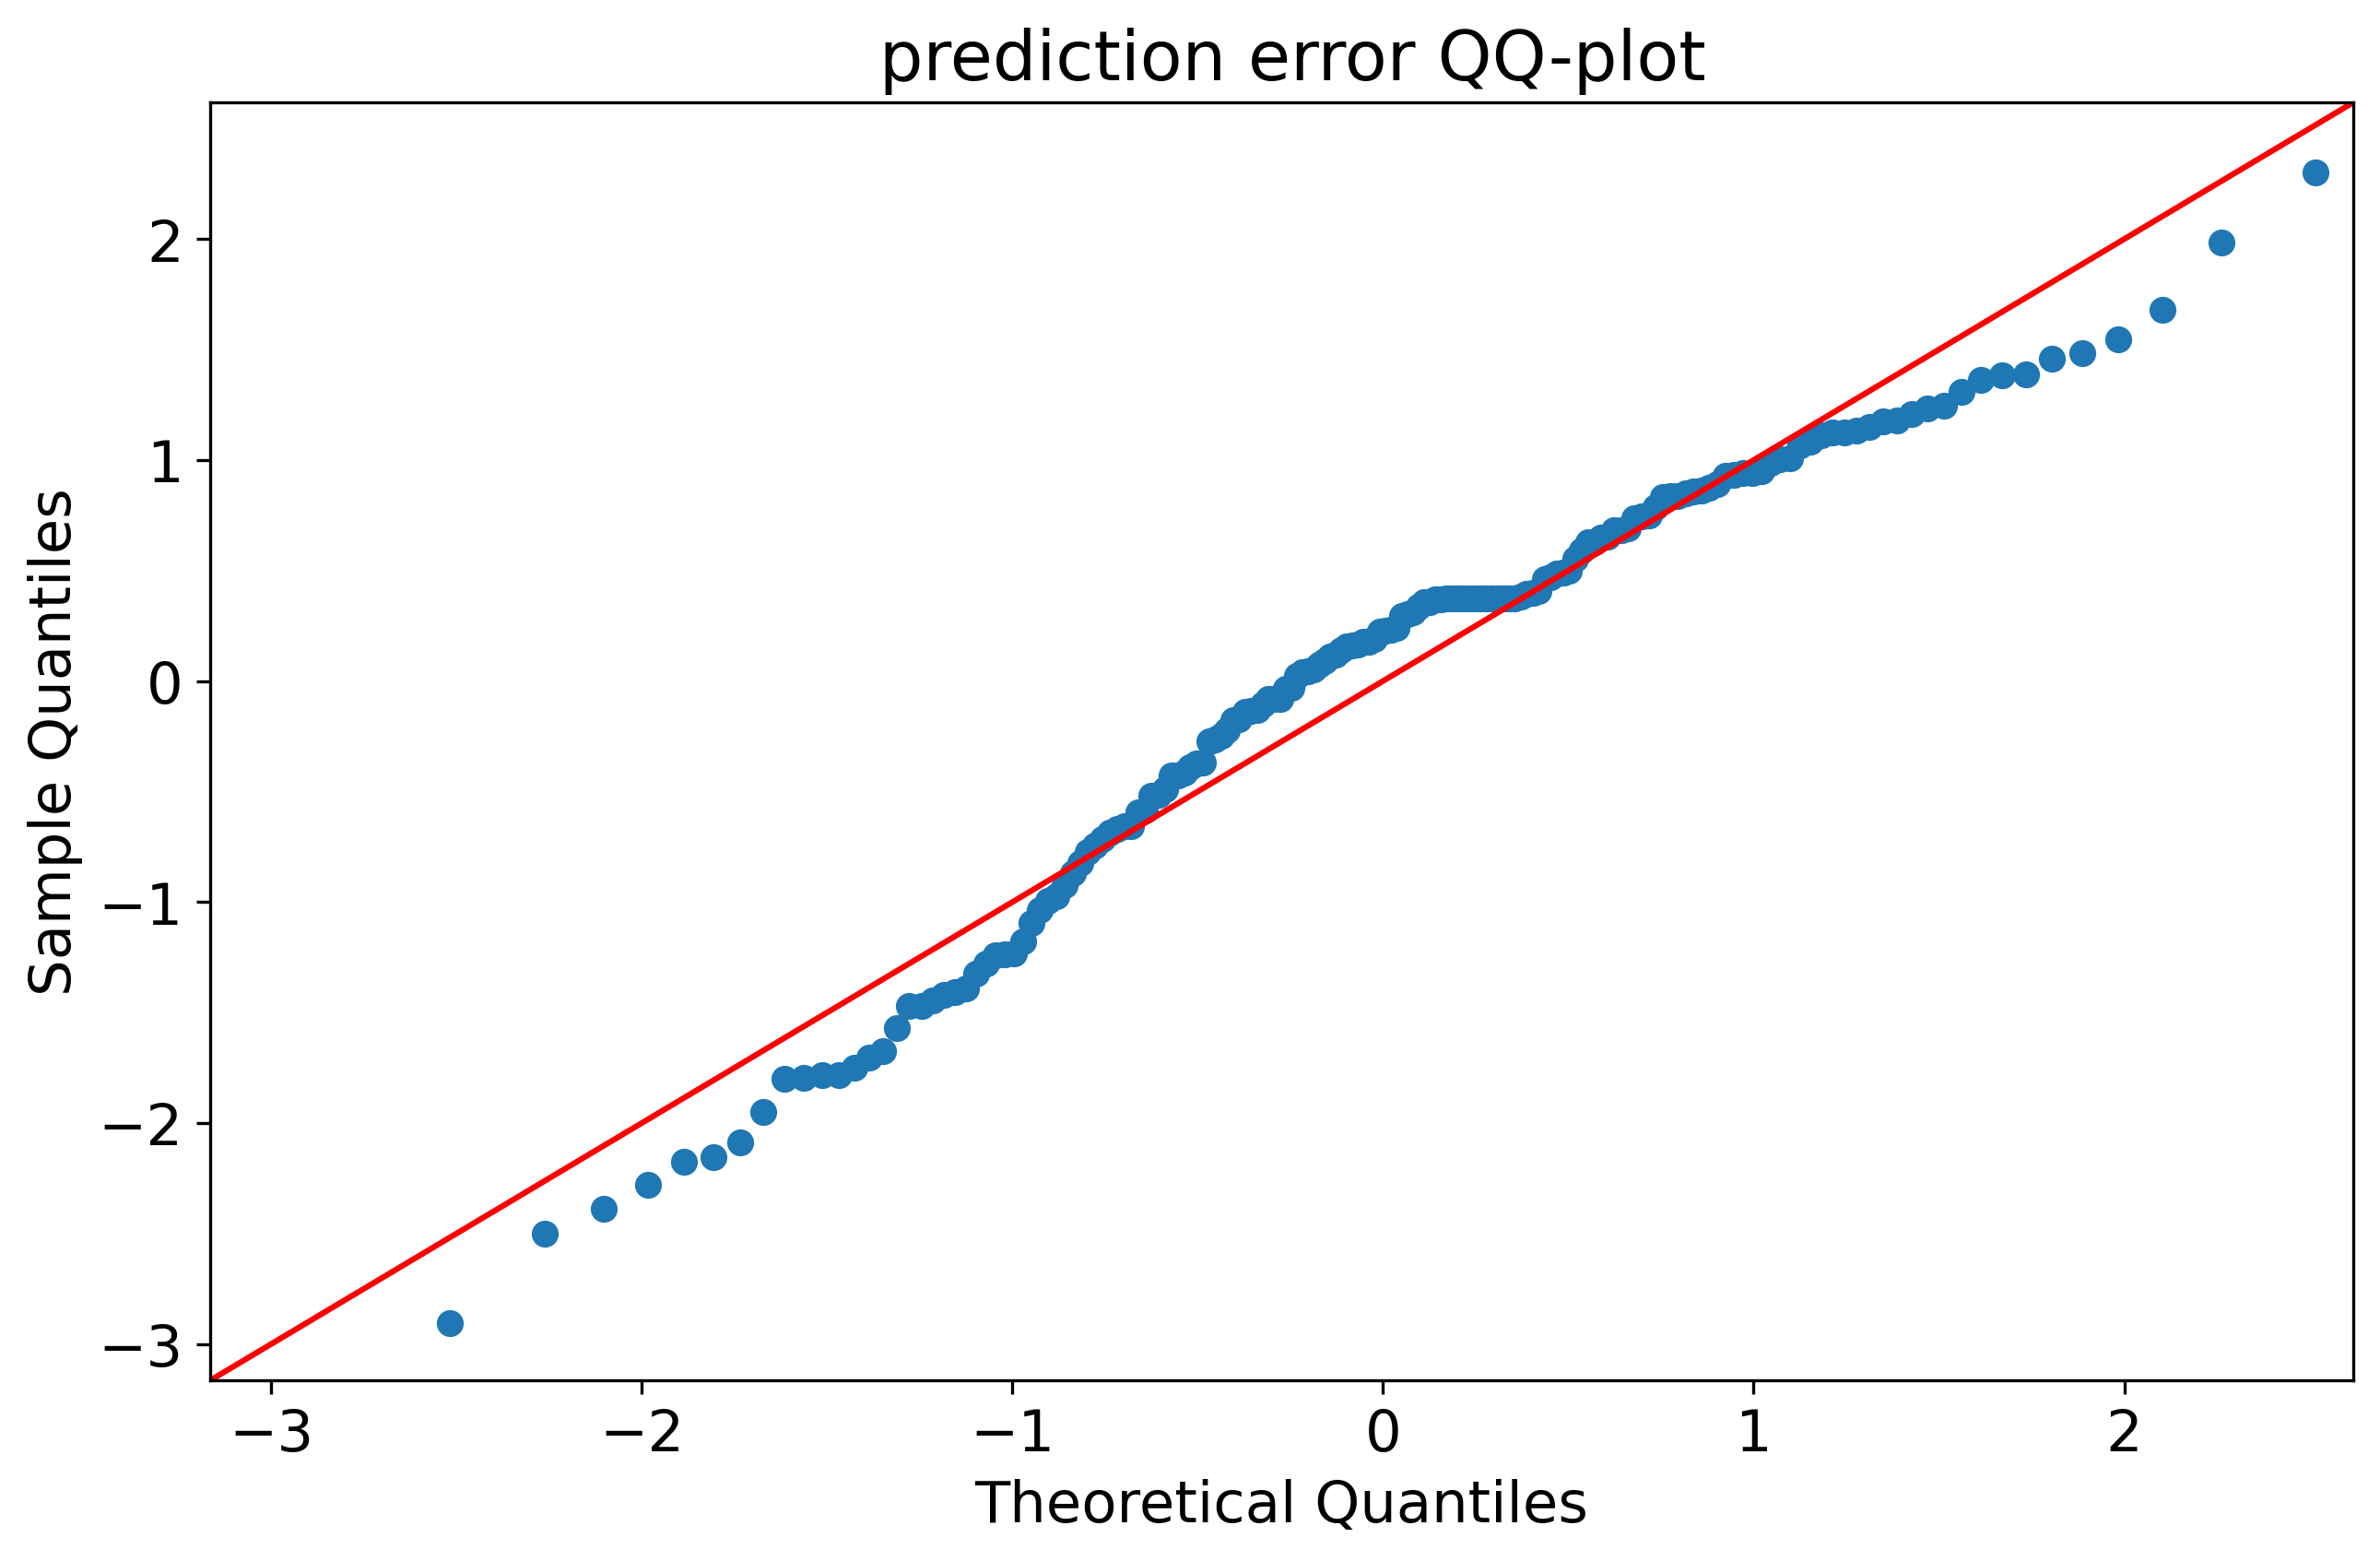 prediction error QQ-plot
2
1
0
−1
−2
−3
Sample Quantiles
−3 −2 −1 0 1 2
Theoretical Quantiles